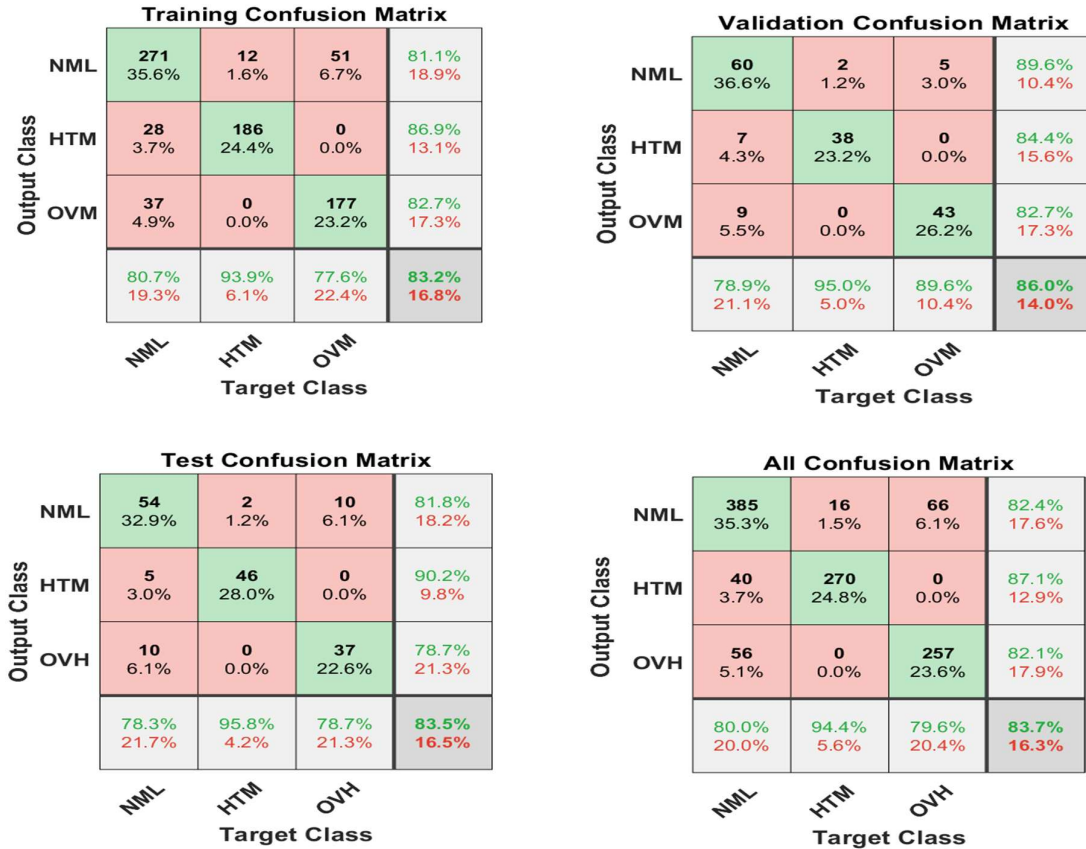 Training Confusion Matrix
NML 271 12 51 81.1%
35.6% 1.6% 6.7% 18.9%
HTM 28 186 0 86.9%
3.7% 24.4% 0.0% 13.1%
OVM 37 0 177 82.7%
4.9% 0.0% 23.2% 17.3%
80.7% 93.9% 77.6% 83.2%
19.3% 6.1% 22.4% 16.8%
NML HTM OVM
Target Class
Output Class
Validation Confusion Matrix
NML 60 2 5 89.6%
36.6% 1.2% 3.0% 10.4%
HTM 7 38 0 84.4%
4.3% 23.2% 0.0% 15.6%
OVM 9 0 43 82.7%
5.5% 0.0% 26.2% 17.3%
78.9% 95.0% 89.6% 86.0%
21.1% 5.0% 10.4% 14.0%
NML HTM OVM
Target Class
Output Class
Test Confusion Matrix
NML 54 2 10 81.8%
32.9% 1.2% 6.1% 18.2%
HTM 5 46 0 90.2%
3.0% 28.0% 0.0% 9.8%
OVH 10 0 37 78.7%
6.1% 0.0% 22.6% 21.3%
78.3% 95.8% 78.7% 83.5%
21.7% 4.2% 21.3% 16.5%
NML HTM OVH
Target Class
Output Class
All Confusion Matrix
NML 385 16 66 82.4%
35.3% 1.5% 6.1% 17.6%
HTM 40 270 0 87.1%
3.7% 24.8% 0.0% 12.9%
OVH 56 0 257 82.1%
5.1% 0.0% 23.6% 17.9%
80.0% 94.4% 79.6% 83.7%
20.0% 5.6% 20.4% 16.3%
NML HTM OVH
Target Class
Output Class